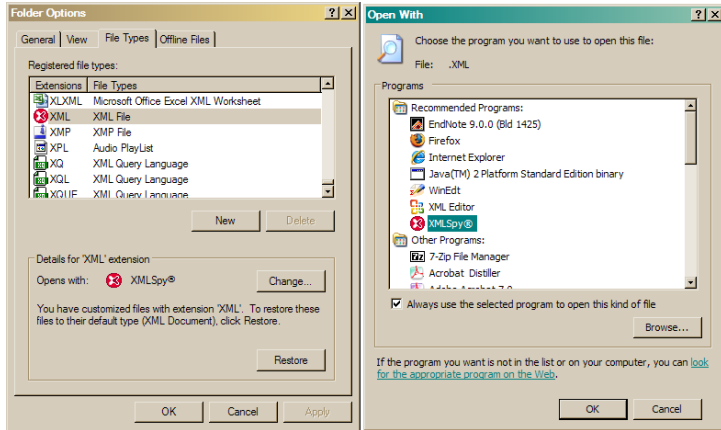 Folder Options
General View File Types Offline Files
Registered file types:
Extensions File Types
XLXML Microsoft Office Excel XML Worksheet
XML XML File
XMP XMP File
XPL Audio PlayList
XQ XML Query Language
XQL XML Query Language
XQUE XML Query Language
New Delete
Details for 'XML' extension
Opens with: XMLSpy® Change...
You have customized files with extension 'XML'. To restore these
files to their default type (XML Document), click Restore.
Restore
OK Cancel Apply
Open With
Choose the program you want to use to open this file:
File: .XML
Programs
Recommended Programs:
EndNote 9.0.0 (Bld 1425)
Firefox
Internet Explorer
Java(TM) 2 Platform Standard Edition binary
WinEdt
XML Editor
XMLSpy®
Other Programs:
7-Zip File Manager
Acrobat Distiller
Adobe Acrobat 7.0
Always use the selected program to open this kind of file
Browse...
If the program you want is not in the list or on your computer, you can look
for the appropriate program on the Web.
OK Cancel